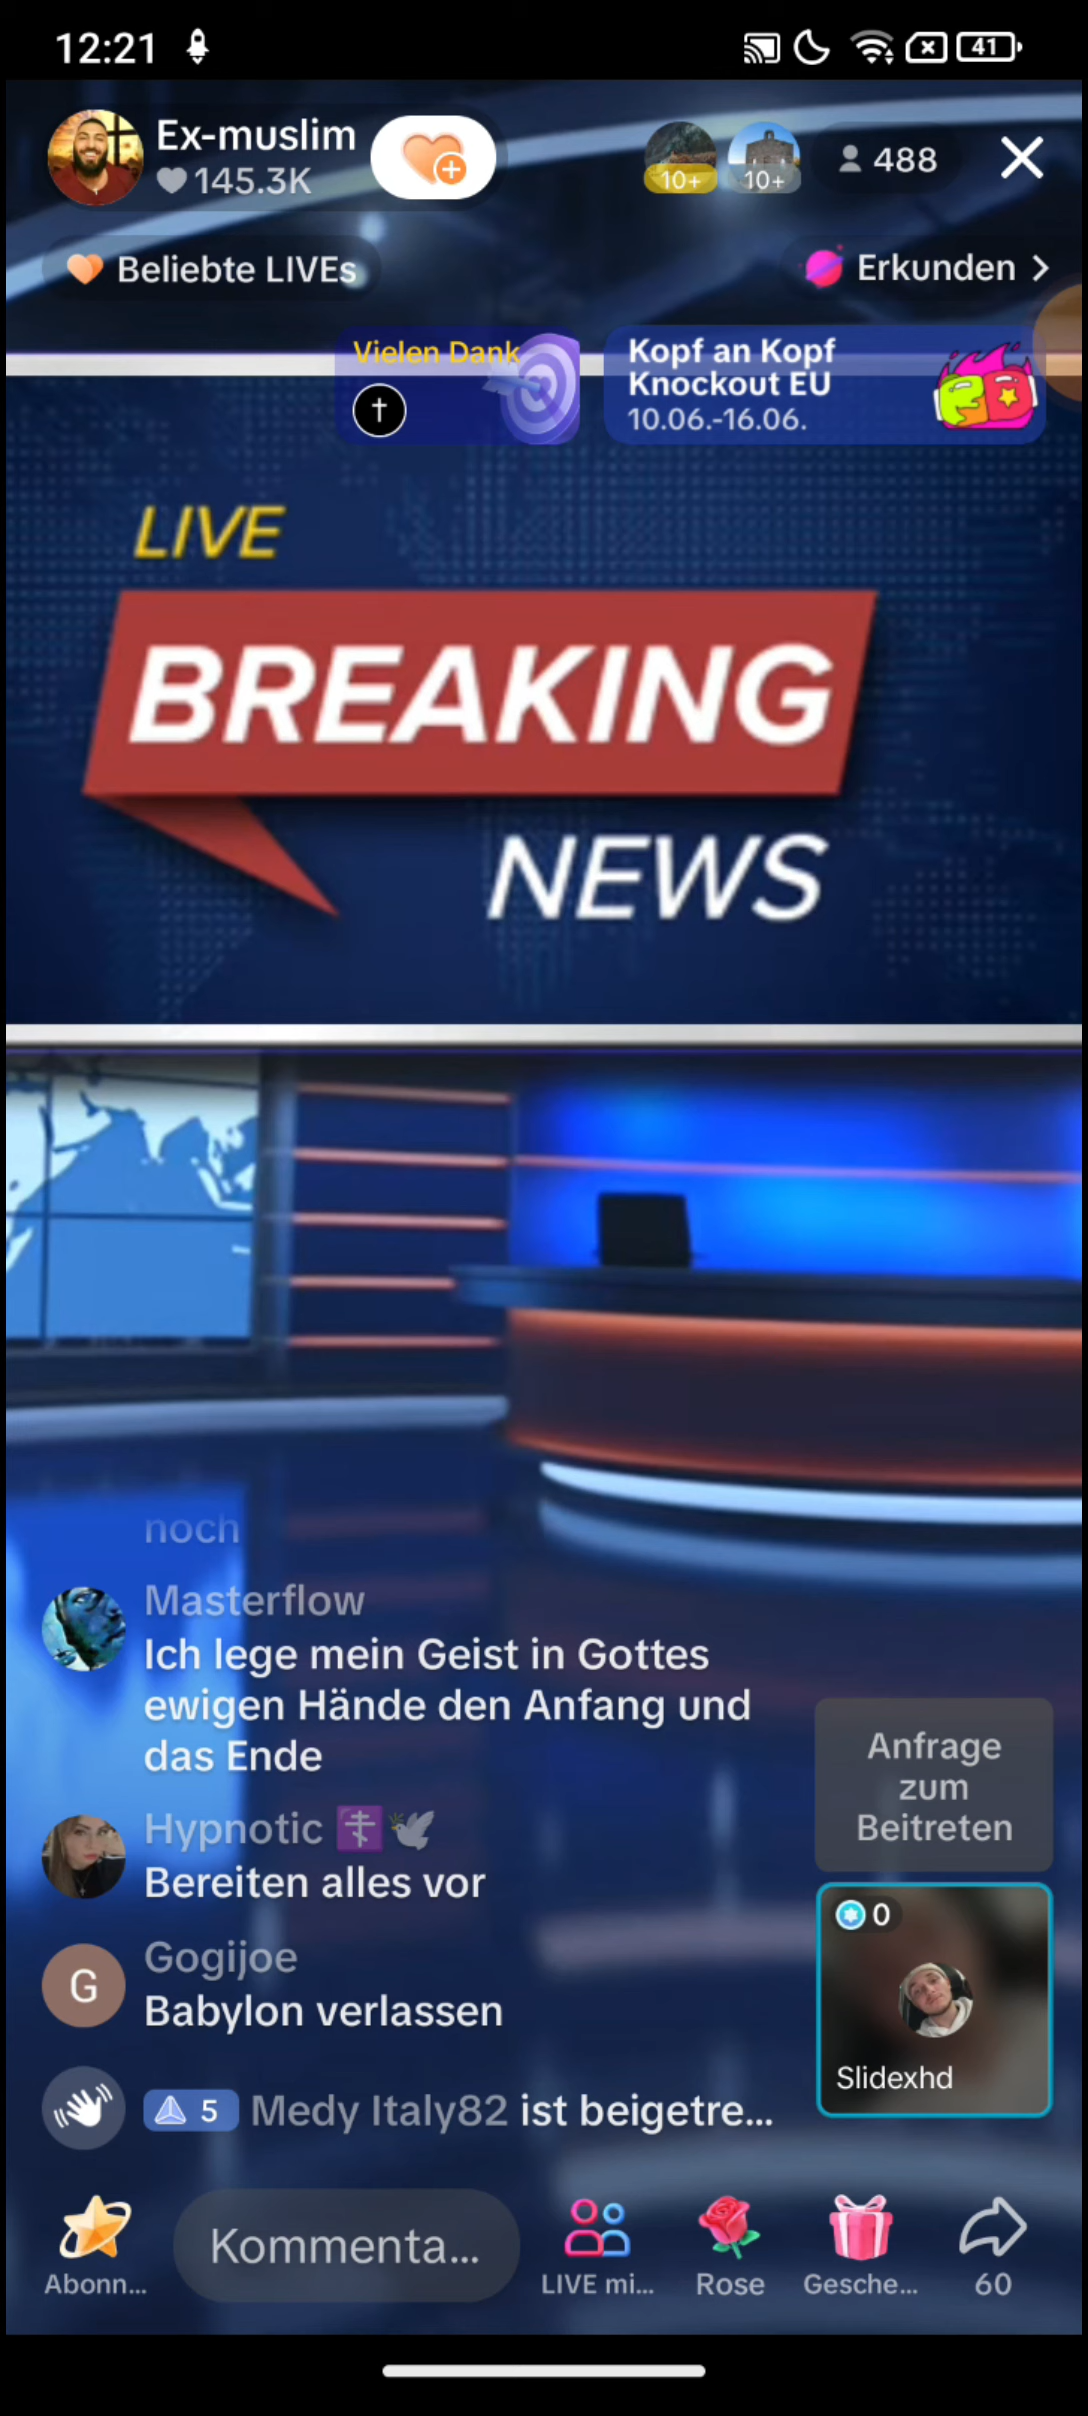 12:21
41
Ex-muslim
145.3K
10+
10+
488
Beliebte LIVEs
Erkunden
Vielen Dank
Kopf an Kopf
Knockout EU
10.06.-16.06.
LIVE
BREAKING
NEWS
noch
Masterflow
Ich lege mein Geist in Gottes
ewigen Hände den Anfang und
das Ende
Anfrage
zum
Beitreten
Hypnotic ☦️🕊️
Bereiten alles vor
0
Gogijoe
G
Babylon verlassen
Slidexhd
5 Medy Italy82 ist beigetre...
Kommenta...
Abonn...
LIVE mi...
Rose
Gesche...
60